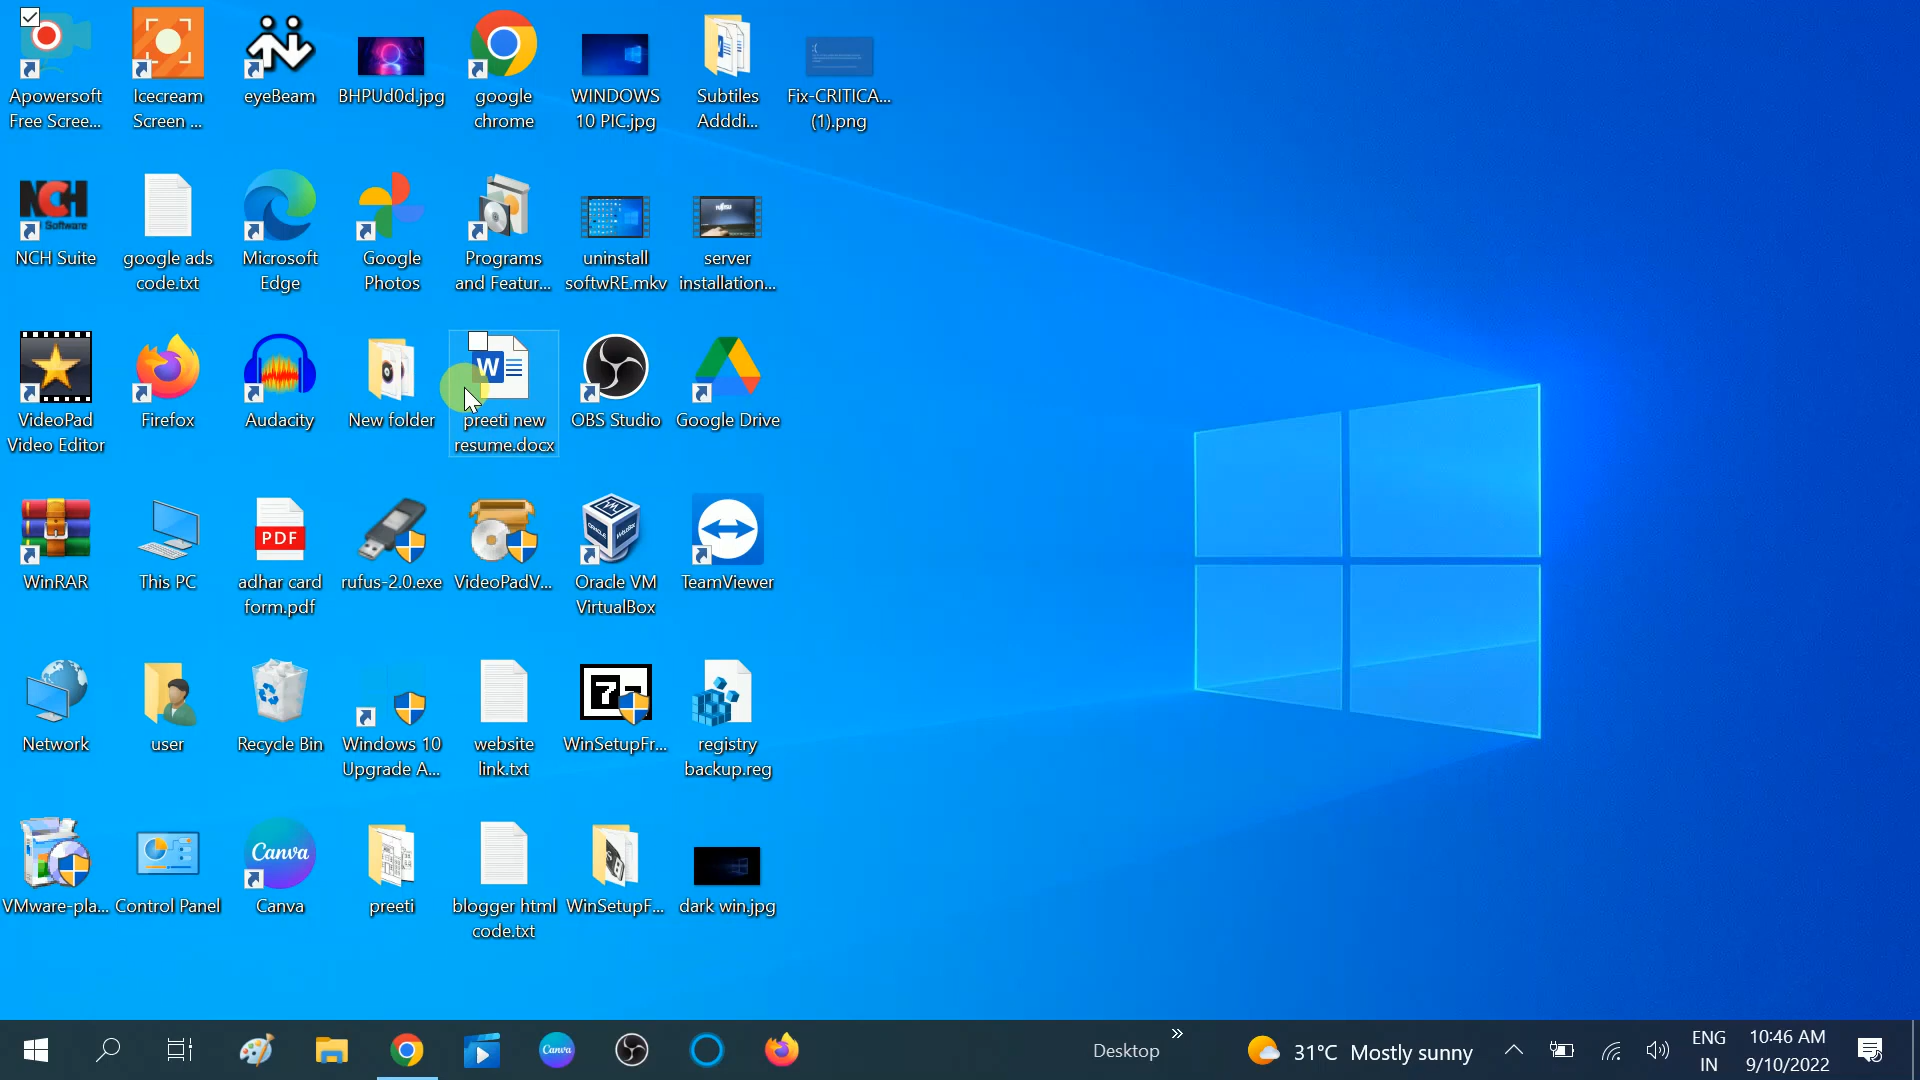 Apowersoft
Free Scree...
Icecream
Screen ...
eyeBeam
BHPUd0d.jpg
google
chrome
WINDOWS
10 PIC.jpg
Subtiles
Adddi...
Fix-CRITICA...
(1).png
NCH
Software
NCH Suite
google ads
code.txt
Microsoft
Edge
Google
Photos
Programs
and Featur...
uninstall
softwRE.mkv
server
installation...
VideoPad
Video Editor
Firefox
Audacity
New folder
W
preeti new
resume.docx
OBS Studio
Google Drive
WinRAR
This PC
PDF
adhar card
form.pdf
rufus-2.0.exe
VideoPadV...
Oracle VM
VirtualBox
TeamViewer
Network
user
Recycle Bin
Windows 10
Upgrade A...
website
link.txt
WinSetupFr...
registry
backup.reg
VMware-pla...
Control Panel
Canva
Canva
preeti
blogger html
code.txt
WinSetupF...
dark win.jpg
Canva
Desktop
31°C Mostly sunny
ENG
IN
10:46 AM
9/10/2022